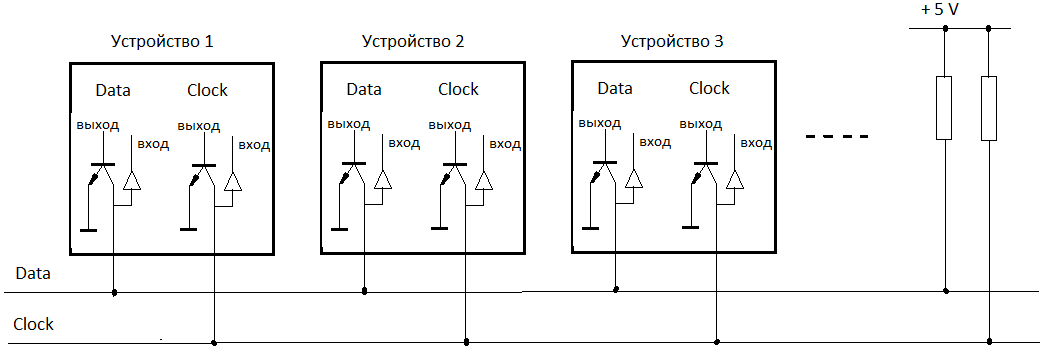 + 5 V
Устройство 1
Устройство 2
Устройство 3
Data Clock
Data Clock
Data Clock
выход вход выход вход
выход вход выход вход
выход вход выход вход
Data
Clock